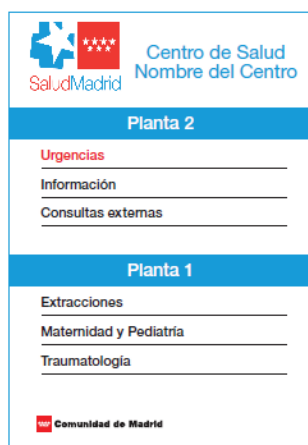 Centro de Salud
Nombre del Centro
SaludMadrid
Planta 2
Urgencias
Información
Consultas externas
Planta 1
Extracciones
Maternidad y Pediatría
Traumatología
Comunidad de Madrid